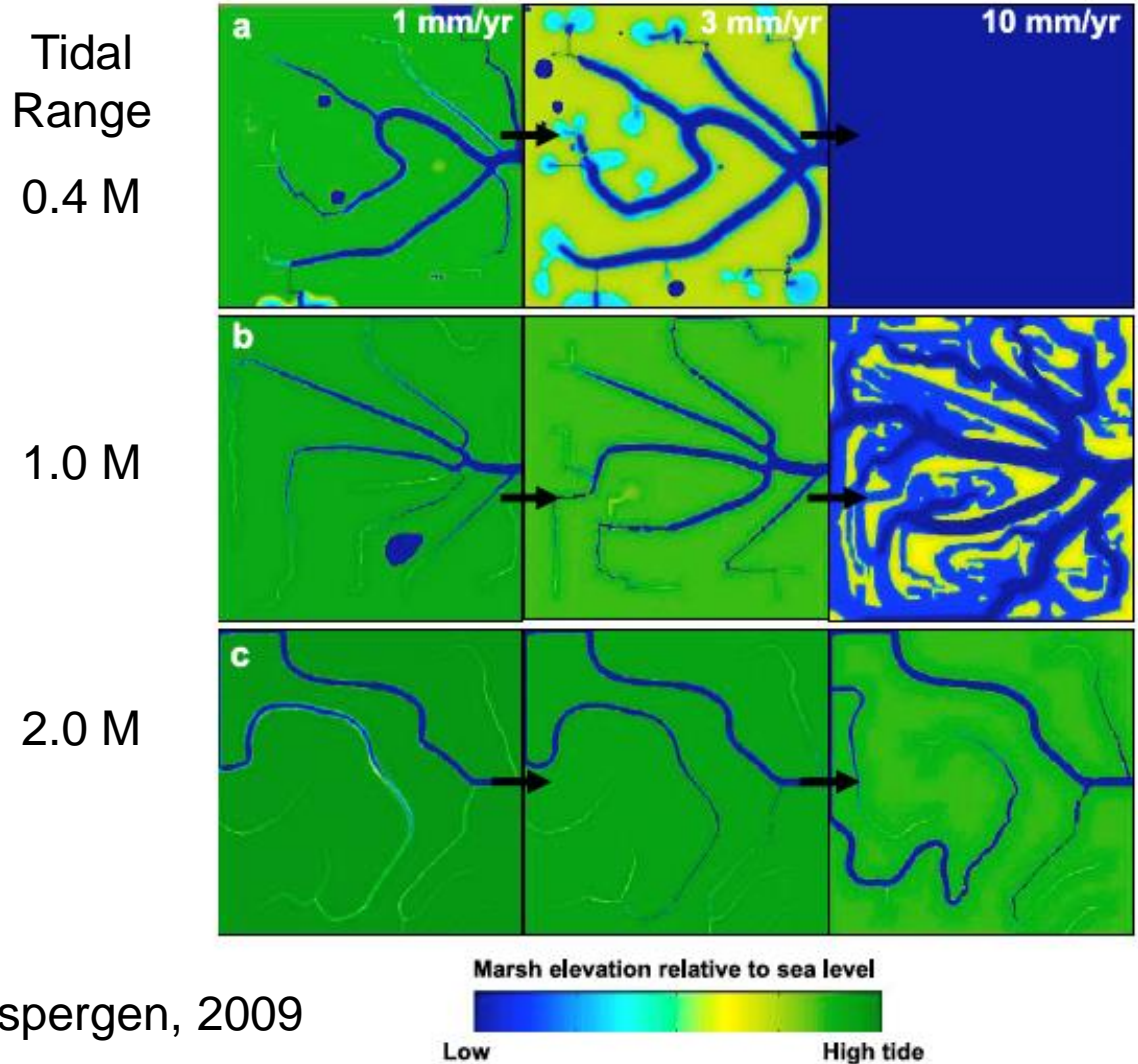 Tidal
Range
0.4 M
1.0 M
2.0 M
a
1 mm/yr
3 mm/yr
10 mm/yr
b
c
Marsh elevation relative to sea level
Low
High tide
spergen, 2009